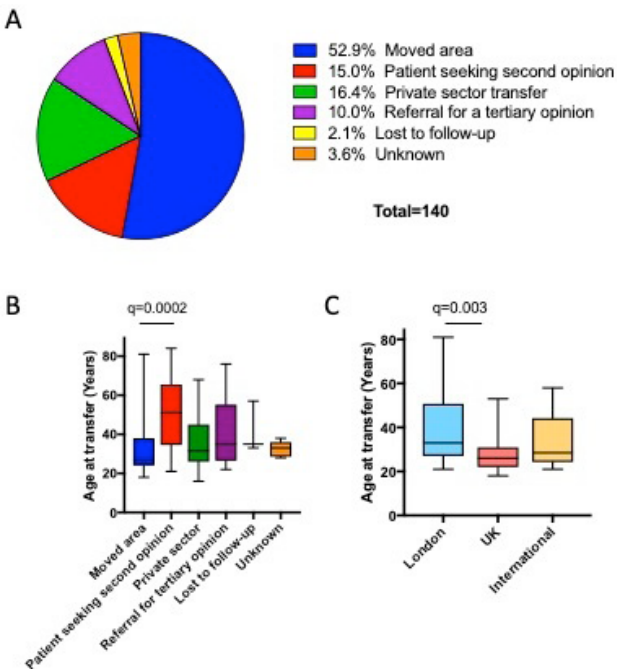 A
52.9% Moved area
15.0% Patient seeking second opinion
16.4% Private sector transfer
10.0% Referral for a tertiary opinion
2.1% Lost to follow-up
3.6% Unknown
Total=140
B
q=0.0002
Age at transfer (Years)
80
60
40
20
0
Moved area
Patient seeking second opinion
Private sector
Referral for tertiary opinion
Lost to follow-up
Unknown
C
q=0.003
Age at transfer (Years)
80
60
40
20
0
London
UK
International